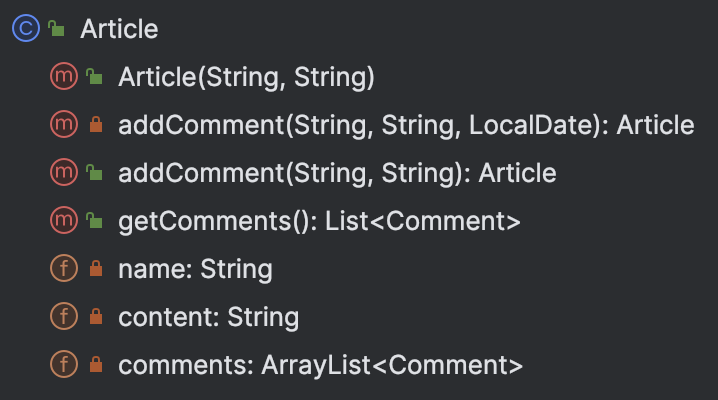 C Article
m Article(String, String)
m addComment(String, String, LocalDate): Article
m addComment(String, String): Article
m getComments(): List<Comment>
f name: String
f content: String
f comments: ArrayList<Comment>